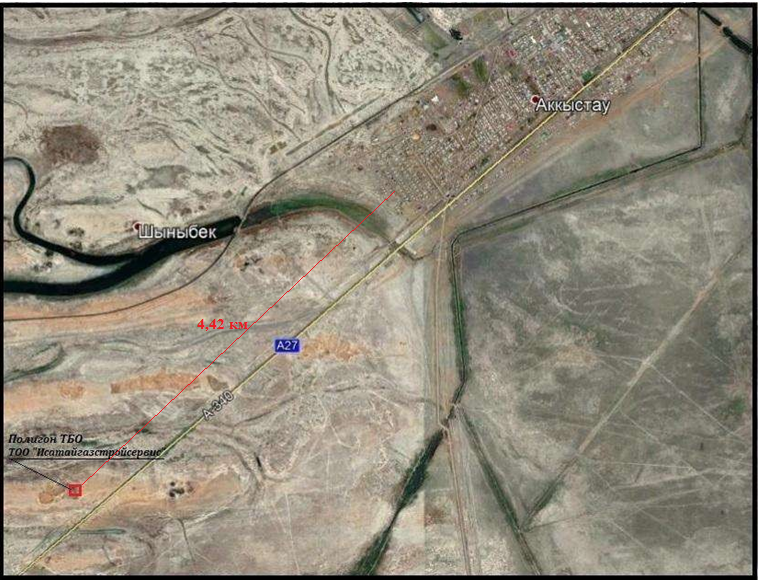 Аккыстау
Шыныбек
4,42 км
A27
А-340
Полигон ТБО
ТОО "Исатайгазстройсервис"